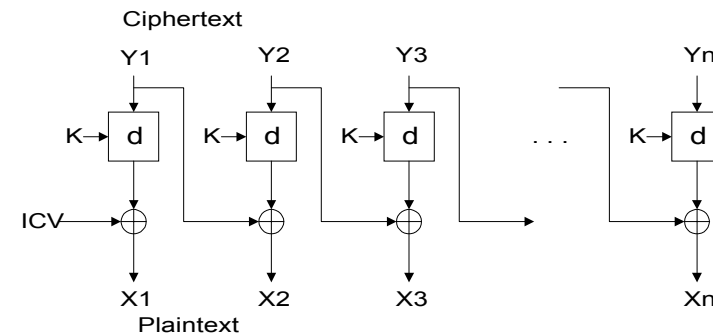 Ciphertext
Y1 Y2 Y3 Yn
K d K d K d . . . K d
ICV
X1 X2 X3 Xn
Plaintext